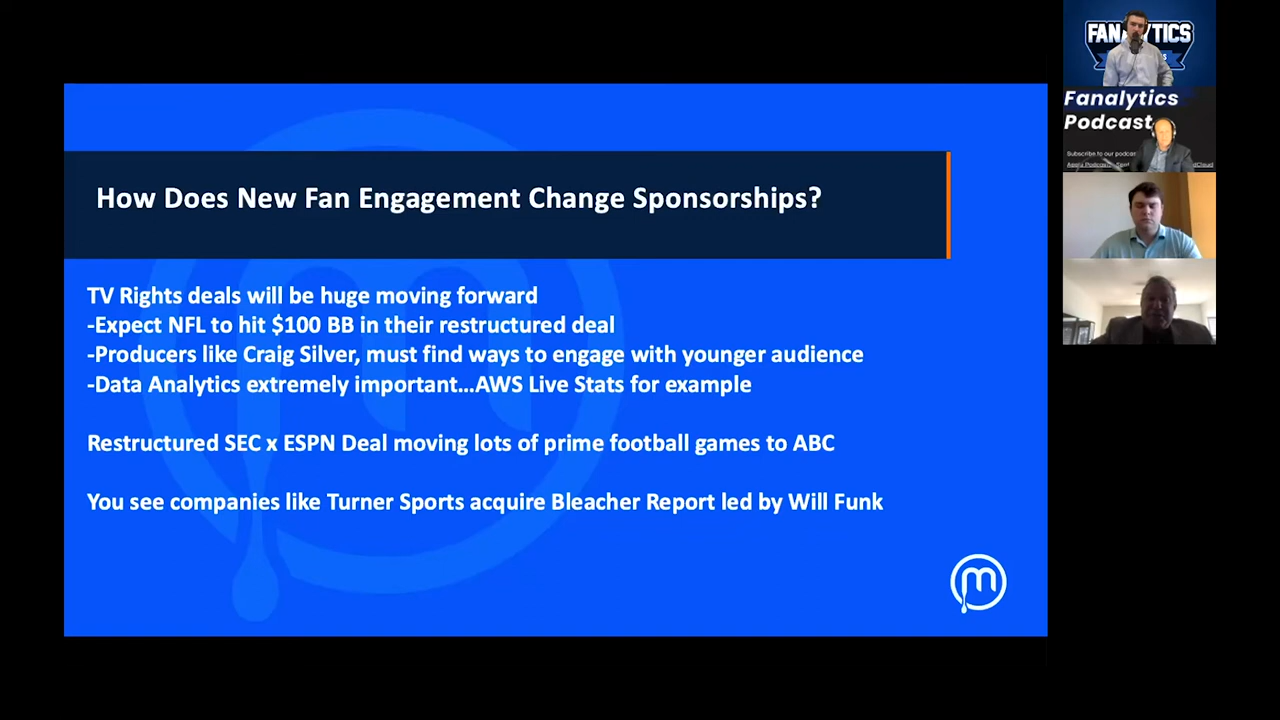 How Does New Fan Engagement Change Sponsorships?
TV Rights deals will be huge moving forward
-Expect NFL to hit $100 BB in their restructured deal
-Producers like Craig Silver, must find ways to engage with younger audience
-Data Analytics extremely important...AWS Live Stats for example
Restructured SEC x ESPN Deal moving lots of prime football games to ABC
You see companies like Turner Sports acquire Bleacher Report led by Will Funk
m
Fanalytics
Podcast
Subscribe to our